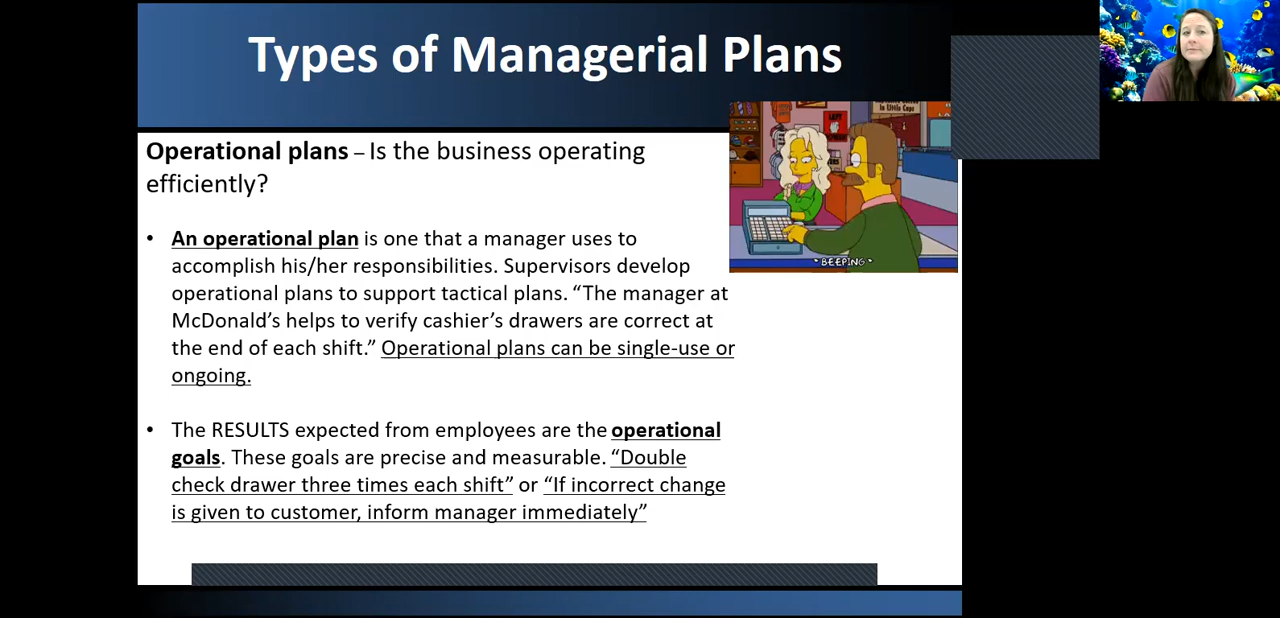 Types of Managerial Plans
Operational plans – Is the business operating
efficiently?
• An operational plan is one that a manager uses to
accomplish his/her responsibilities. Supervisors develop
operational plans to support tactical plans. “The manager at
McDonald’s helps to verify cashier’s drawers are correct at
the end of each shift.” Operational plans can be single-use or
ongoing.
• The RESULTS expected from employees are the operational
goals. These goals are precise and measurable. “Double
check drawer three times each shift” or “If incorrect change
is given to customer, inform manager immediately”
in Little Caps
*BEEPING*